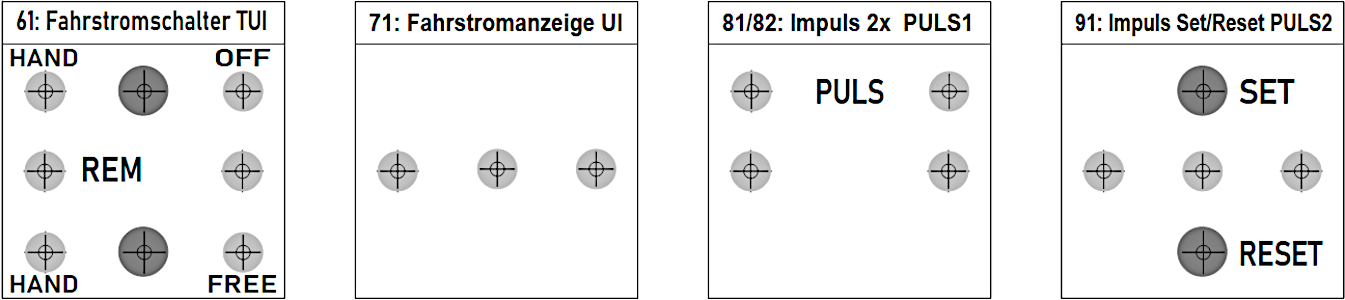 61: Fahrstromschalter TUI
HAND OFF
REM
HAND FREE
71: Fahrstromanzeige UI
81/82: Impuls 2x PULS1
PULS
91: Impuls Set/Reset PULS2
SET
RESET